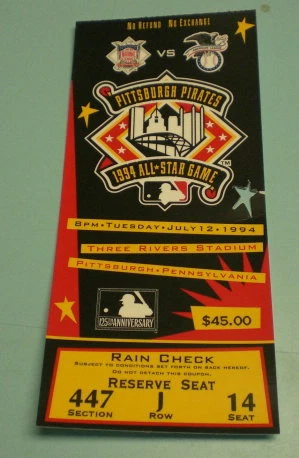 No Refund No Exchange
VS
PITTSBURGH PIRATES
1994 ALL★STAR GAME
TM
8PM•TUESDAY•JULY 12•1994
THREE RIVERS STADIUM
PITTSBURGH•PENNSYLVANIA
125TH ANNIVERSARY
$45.00
RAIN CHECK
SUBJECT TO CONDITIONS SET FORTH ON BACK HEREOF.
DO NOT DETACH THIS COUPON.
RESERVE SEAT
447 J 14
SECTION ROW SEAT